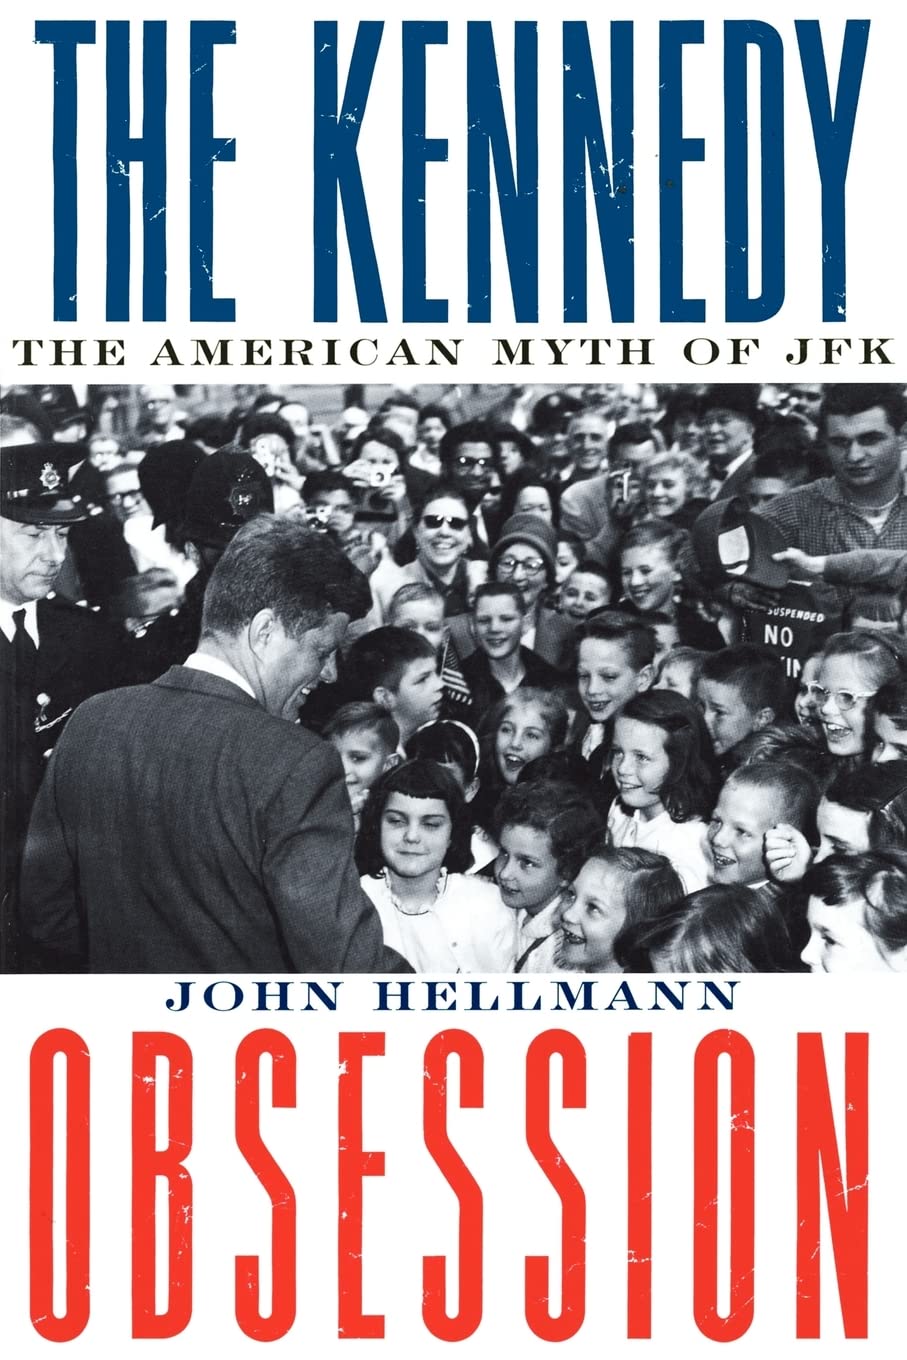 THE KENNEDY
THE AMERICAN MYTH OF JFK
SUSPENDED
NO
JOHN HELLMANN
OBSESSION